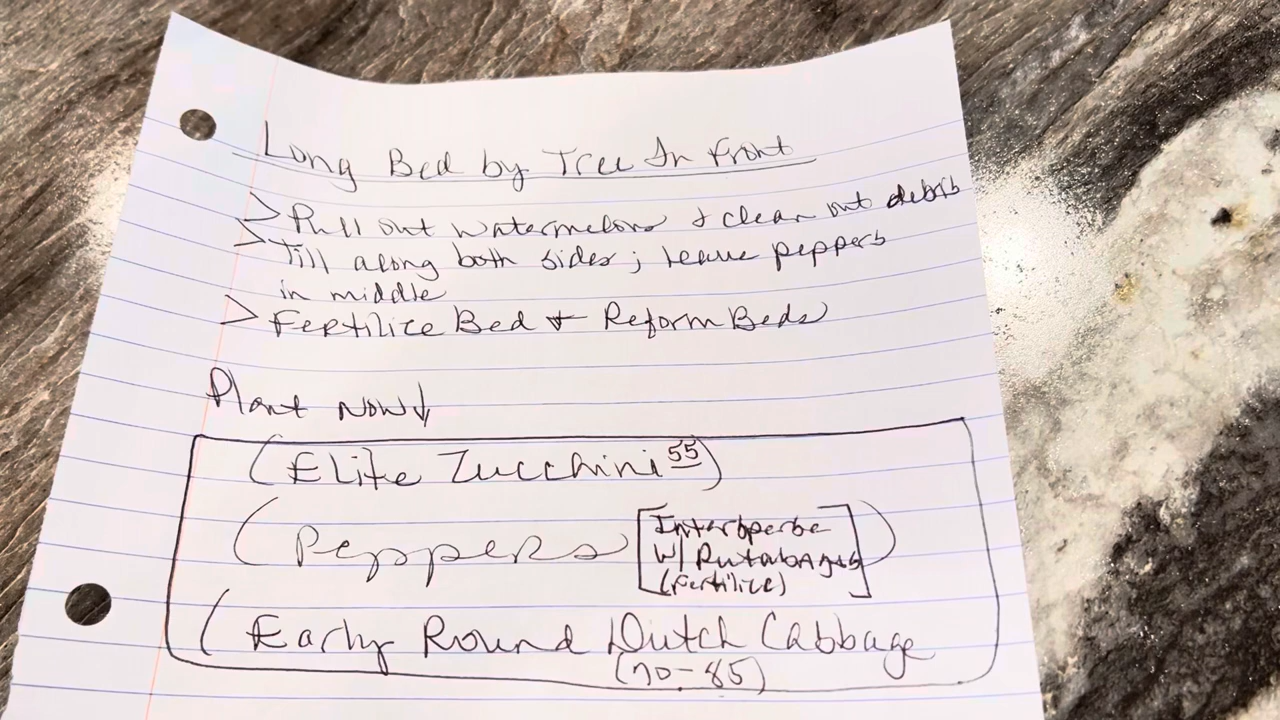 Long Bed by Tree In Front
> Pull out watermelons & clean out debris
> Till along both sides; leave peppers
in middle
> Fertilize Bed & Reform Beds
Plant Now ↓
(Elite Zucchini 55)
(Peppers [Intersperse
w/ Rutabagas
(fertilize)])
(Early Round Dutch Cabbage
(70-85)